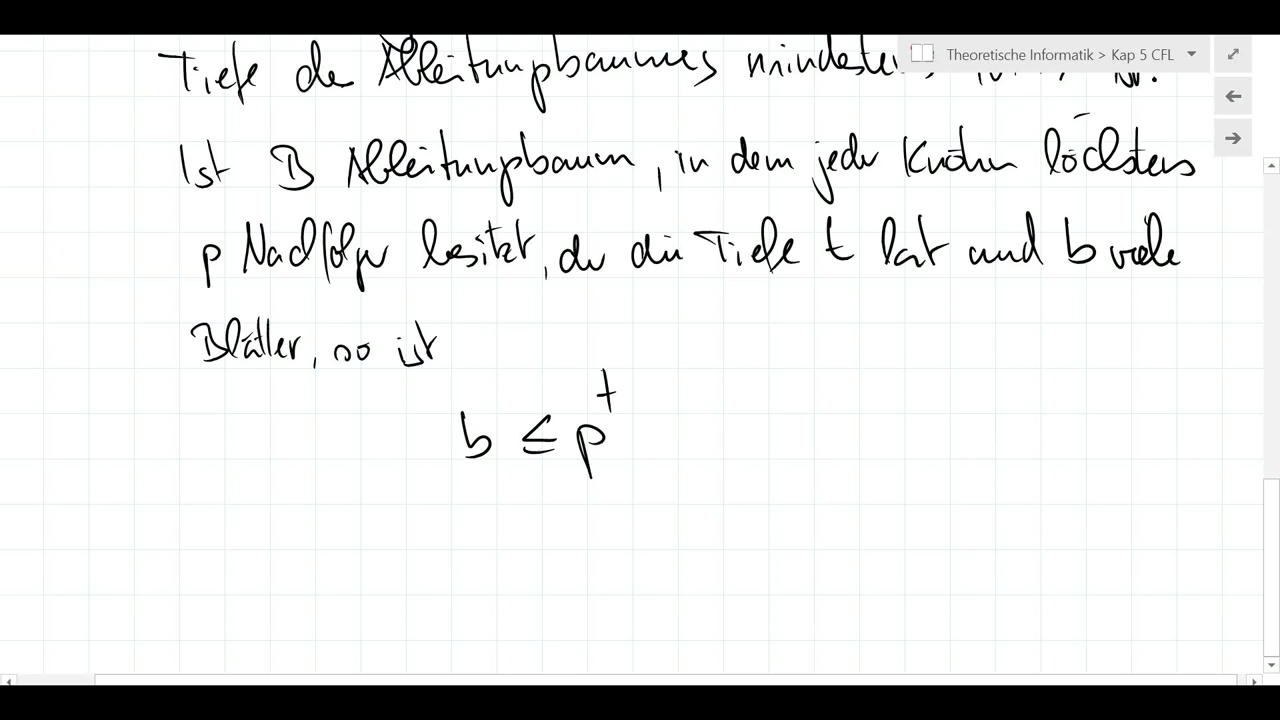 Theoretische Informatik > Kap 5 CFL
Tiefe des Ableitungsbaumes mindestens
Ist B Ableitungsbaum, in dem jeder Knoten höchstens
p Nachfolger besitzt, der die Tiefe t hat und b viele
Blätter, so ist
b ≤ p^t